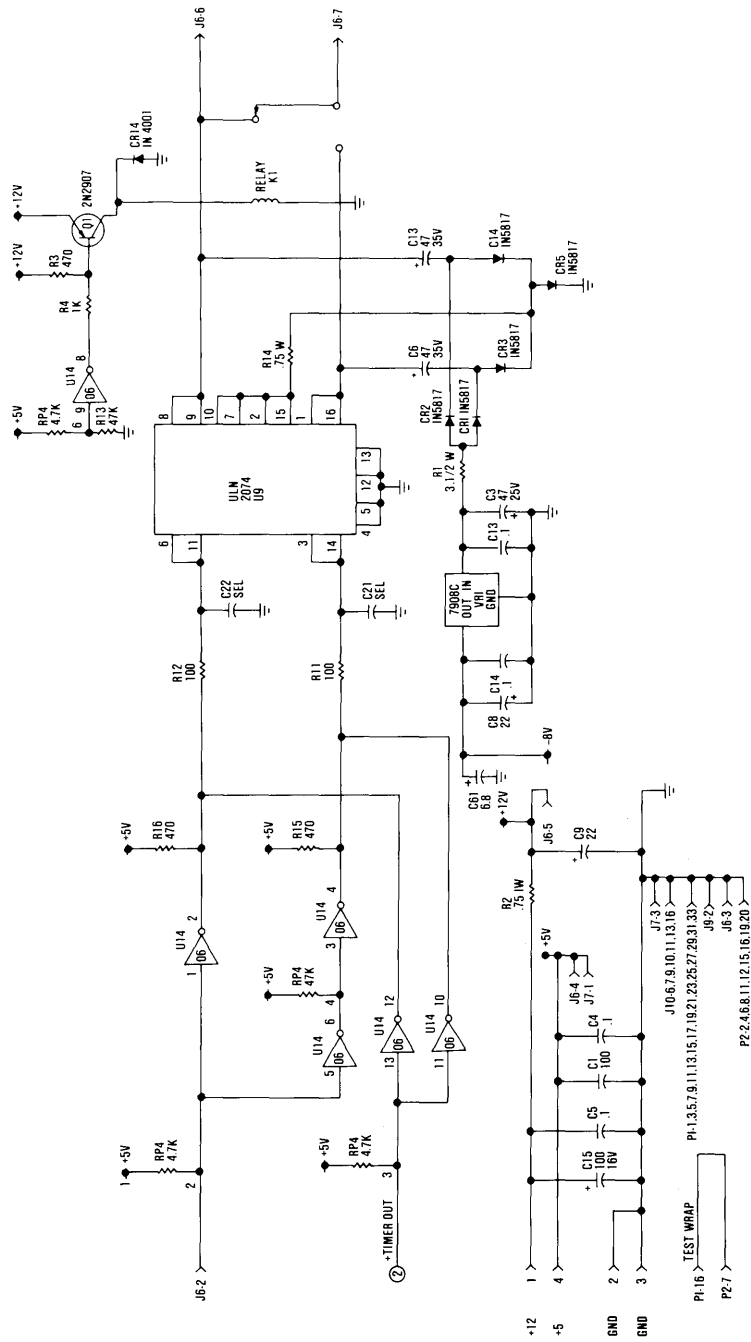 J6-6
J6-7
+12V
+12V
2N2907
Q1
CR14
IN 4001
R3
470
R4
1K
RELAY
K1
+5V
RP4
4.7K
6
9
U14
06
8
R13
47K
C13
47
35V
+
C14
IN5817
CR5
IN5817
R14
.75 W
C6
47
35V
+
CR3
IN5817
CR2
IN5817
CR1 IN5817
8
9
10
7
2
15
1
16
13
12
5
4
ULN
2074
U9
6
11
3
14
R1
3.1/2 W
C3
47
25V
+
C13
.1
7908C
OUT IN
VR1
GND
C14
.1
C8
22
+
-8V
C61
6.8
+
C22
SEL
C21
SEL
R12
100
R11
100
+5V
R16
470
+5V
R15
470
U14
1
06
2
U14
3
06
4
+5V
RP4
47K
4
U14
5
06
6
U14
13
06
12
U14
11
06
10
1
+5V
RP4
4.7K
2
J6-2
+5V
RP4
4.7K
3
+TIMER OUT
2
+12V
J6-5
R2
.75 1W
C9
22
+
+5V
J6-4
J7-1
C4
.1
C1
100
C5
.1
C15
100
16V
+
+12
1
+5
4
GND
2
GND
3
J7-3
J10-6,7,9,10,11,13,16
P1-1,3,5,7,9,11,13,15,17,19,21,23,25,27,29,31,33
J9-2
J6-3
P2-2,4,6,8,11,12,15,16,19,20
TEST WRAP
P1-16
P2-7